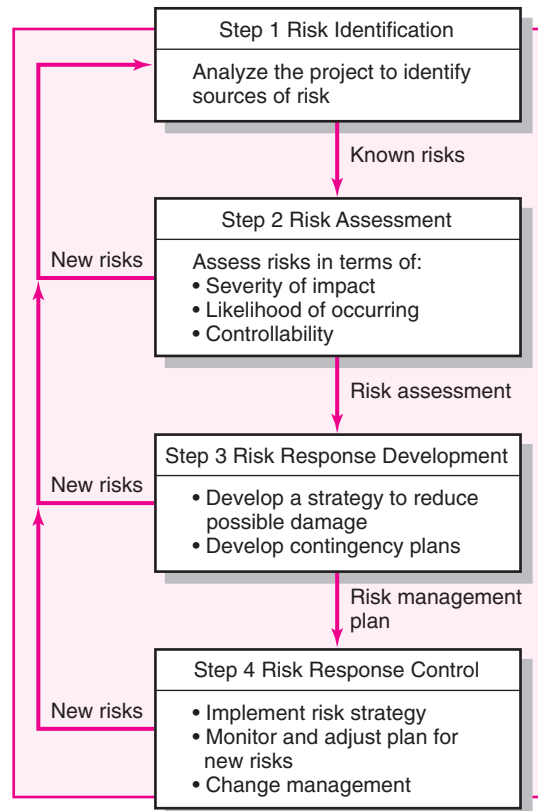 Step 1 Risk Identification
Analyze the project to identify
sources of risk
Known risks
Step 2 Risk Assessment
New risks
Assess risks in terms of:
• Severity of impact
• Likelihood of occurring
• Controllability
Risk assessment
Step 3 Risk Response Development
New risks
• Develop a strategy to reduce
possible damage
• Develop contingency plans
Risk management
plan
Step 4 Risk Response Control
New risks
• Implement risk strategy
• Monitor and adjust plan for
new risks
• Change management